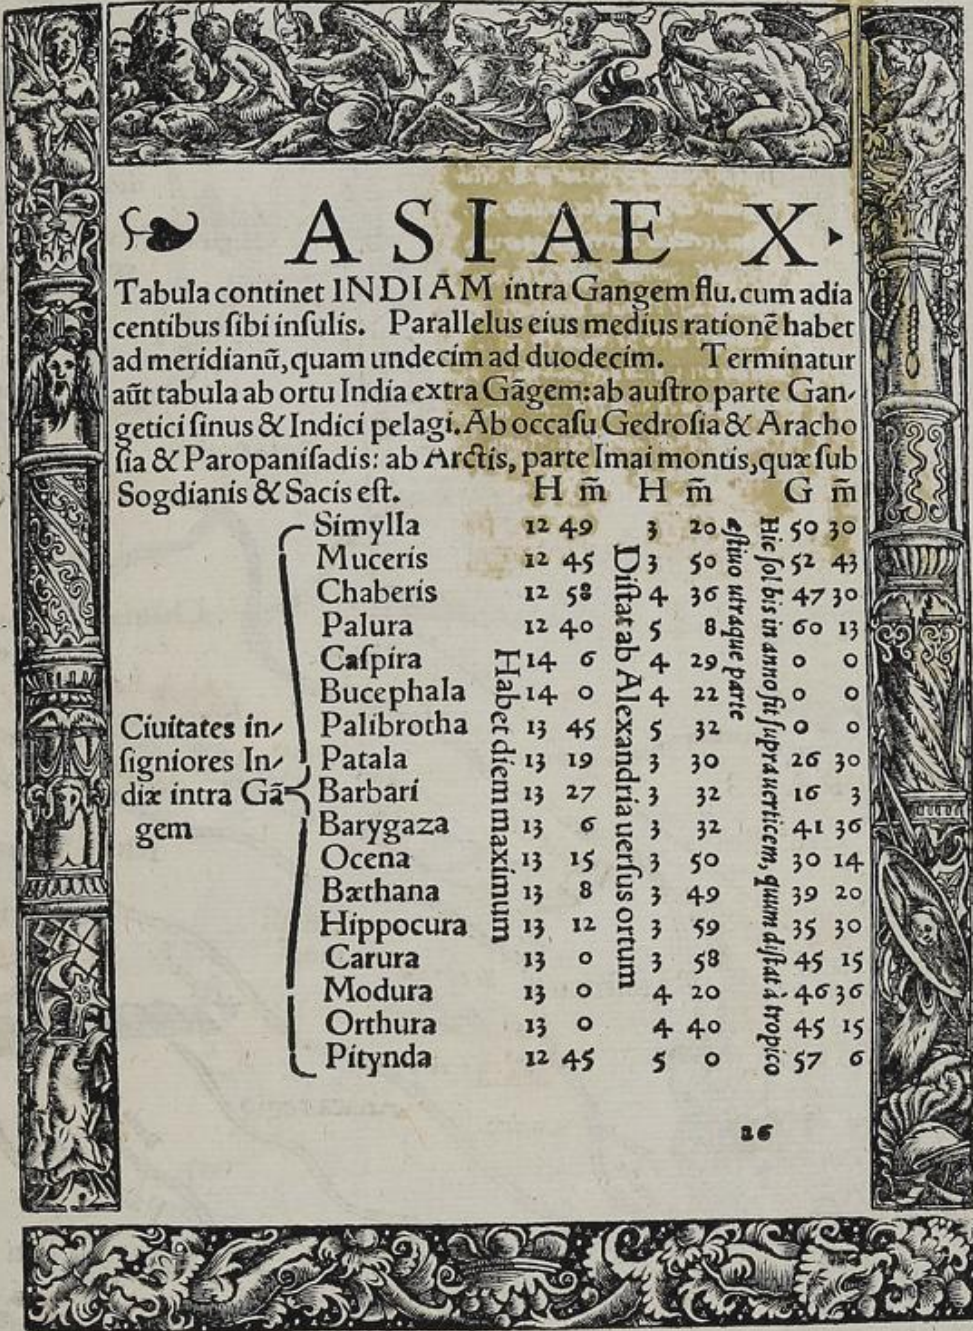 ASIAE X.
Tabula continet INDIAM intra Gangem flu. cum adia
centibus sibi insulis. Parallelus eius medius rationẽ habet
ad meridianũ, quam undecim ad duodecim. Terminatur
aũt tabula ab ortu India extra Gãgem: ab austro parte Gan-
getici sinus & Indici pelagi. Ab occasu Gedrosia & Aracho
sia & Paropanisadis: ab Arctis, parte Imai montis, quæ sub
Sogdianis & Sacis est. H m̃ H m̃ G m̃
Ciuitates in-
signiores In-
diæ intra Gã
gem
Habet diem maximum
Distat ab Alexandria uersus ortum
Hic sol bis in anno fit supra uerticem, quum distat à tropico
æstiuo utraque parte
Simylla 12 49 3 20 50 30
Muceris 12 45 3 50 52 43
Chaberis 12 58 4 36 47 30
Palura 12 40 5 8 60 13
Caspira 14 6 4 29 0 0
Bucephala 14 0 4 22 0 0
Palibrotha 13 45 5 32 0 0
Patala 13 19 3 30 26 30
Barbari 13 27 3 32 16 3
Barygaza 13 6 3 32 41 36
Ocena 13 15 3 50 30 14
Bæthana 13 8 3 49 39 20
Hippocura 13 12 3 59 35 30
Carura 13 0 3 58 45 15
Modura 13 0 4 20 46 36
Orthura 13 0 4 40 45 15
Pitynda 12 45 5 0 57 6
26